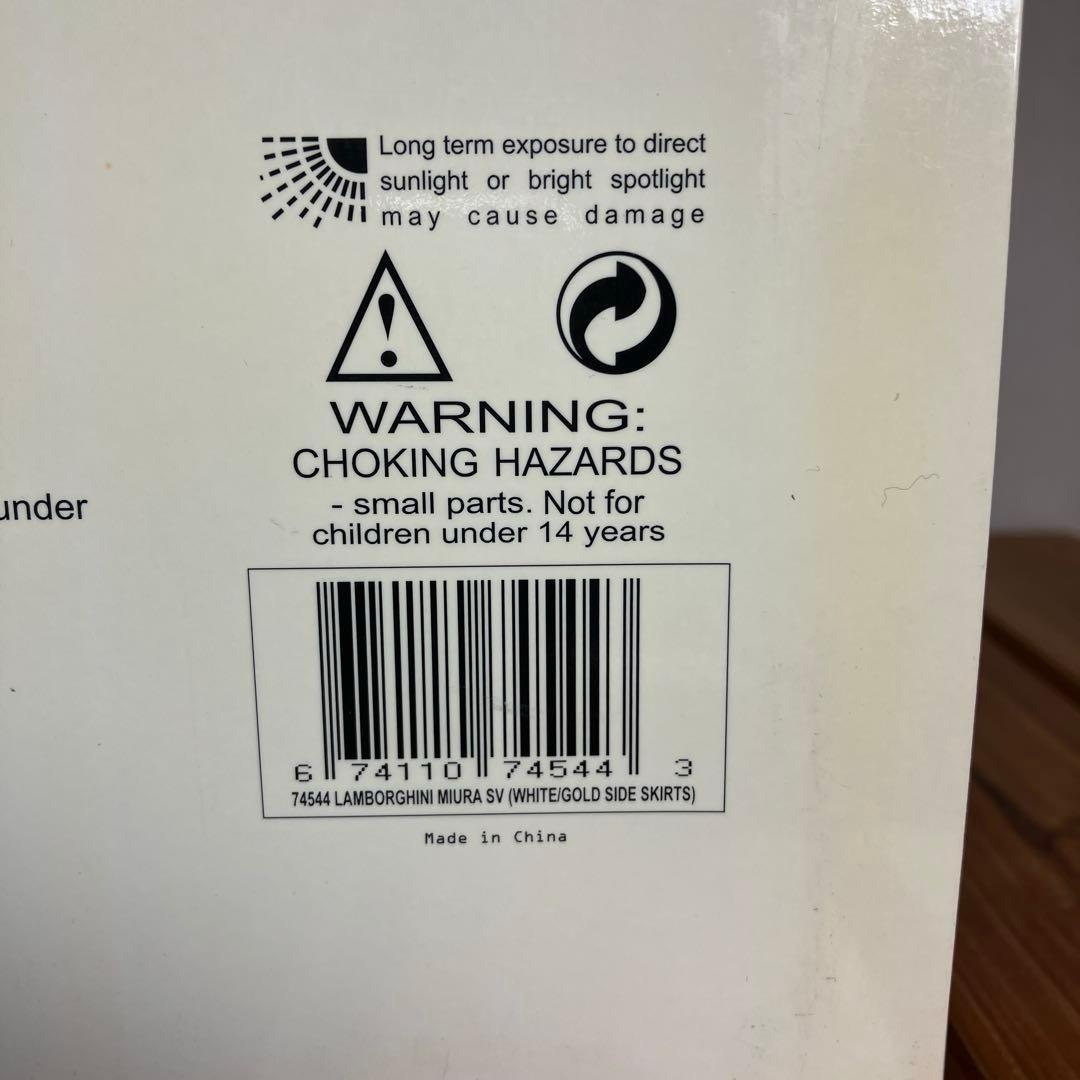 Long term exposure to direct
sunlight or bright spotlight
may cause damage
WARNING:
CHOKING HAZARDS
- small parts. Not for
children under 14 years
under
6 74110 74544 3
74544 LAMBORGHINI MIURA SV (WHITE/GOLD SIDE SKIRTS)
Made in China